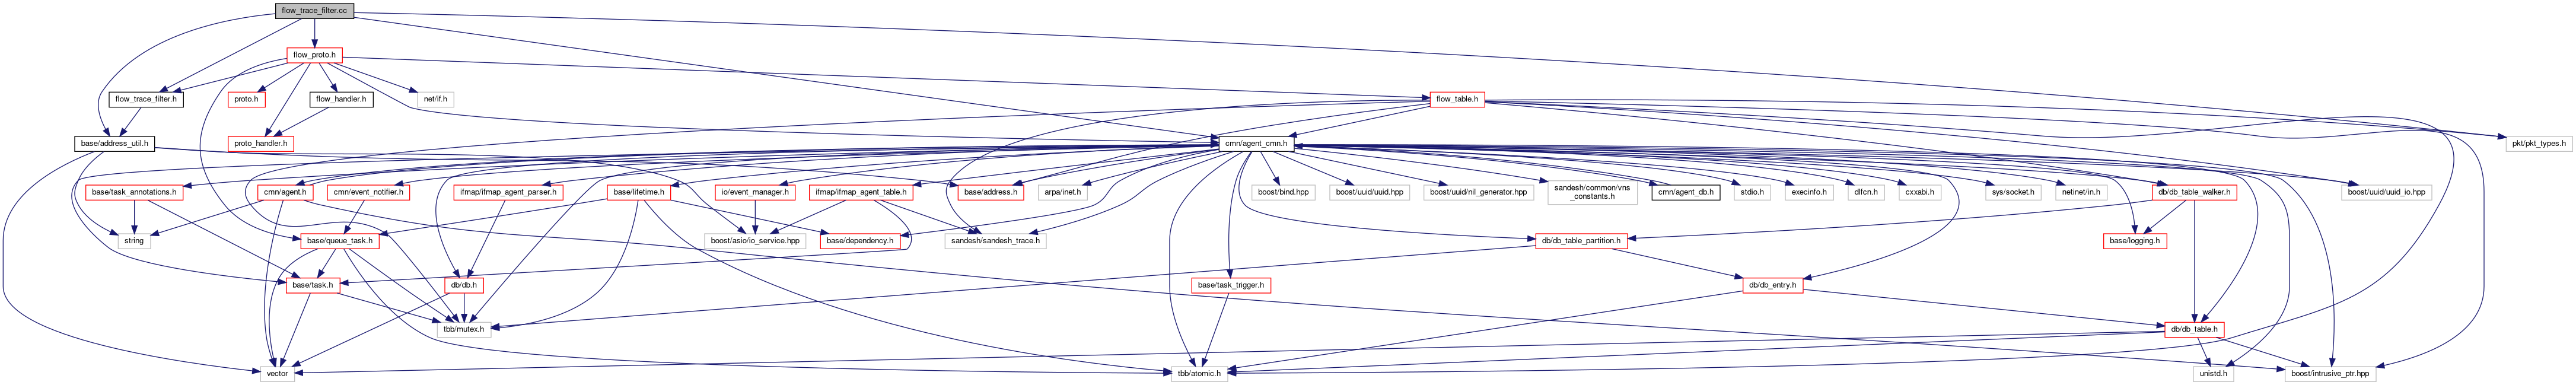 flow_trace_filter.cc
flow_proto.h
flow_trace_filter.h
proto.h
flow_handler.h
net/if.h
flow_table.h
base/address_util.h
proto_handler.h
cmn/agent_cmn.h
pkt/pkt_types.h
base/task_annotations.h
cmn/agent.h
cmn/event_notifier.h
ifmap/ifmap_agent_parser.h
base/lifetime.h
io/event_manager.h
ifmap/ifmap_agent_table.h
base/address.h
arpa/inet.h
boost/bind.hpp
boost/uuid/uuid.hpp
boost/uuid/nil_generator.hpp
sandesh/common/vns
_constants.h
cmn/agent_db.h
stdio.h
execinfo.h
dlfcn.h
cxxabi.h
sys/socket.h
netinet/in.h
db/db_table_walker.h
boost/uuid/uuid_io.hpp
string
base/queue_task.h
boost/asio/io_service.hpp
base/dependency.h
sandesh/sandesh_trace.h
db/db_table_partition.h
base/logging.h
base/task.h
db/db.h
base/task_trigger.h
db/db_entry.h
tbb/mutex.h
db/db_table.h
vector
tbb/atomic.h
unistd.h
boost/intrusive_ptr.hpp